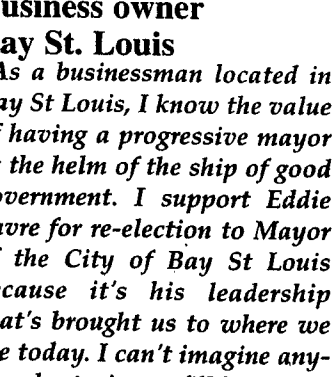 usiness owner
ay St. Louis
As a businessman located in
ay St Louis, I know the value
f having a progressive mayor
t the helm of the ship of good
overnment. I support Eddie
avre for re-election to Mayor
f the City of Bay St Louis
ecause it's his leadership
at's brought us to where we
e today. I can't imagine any-